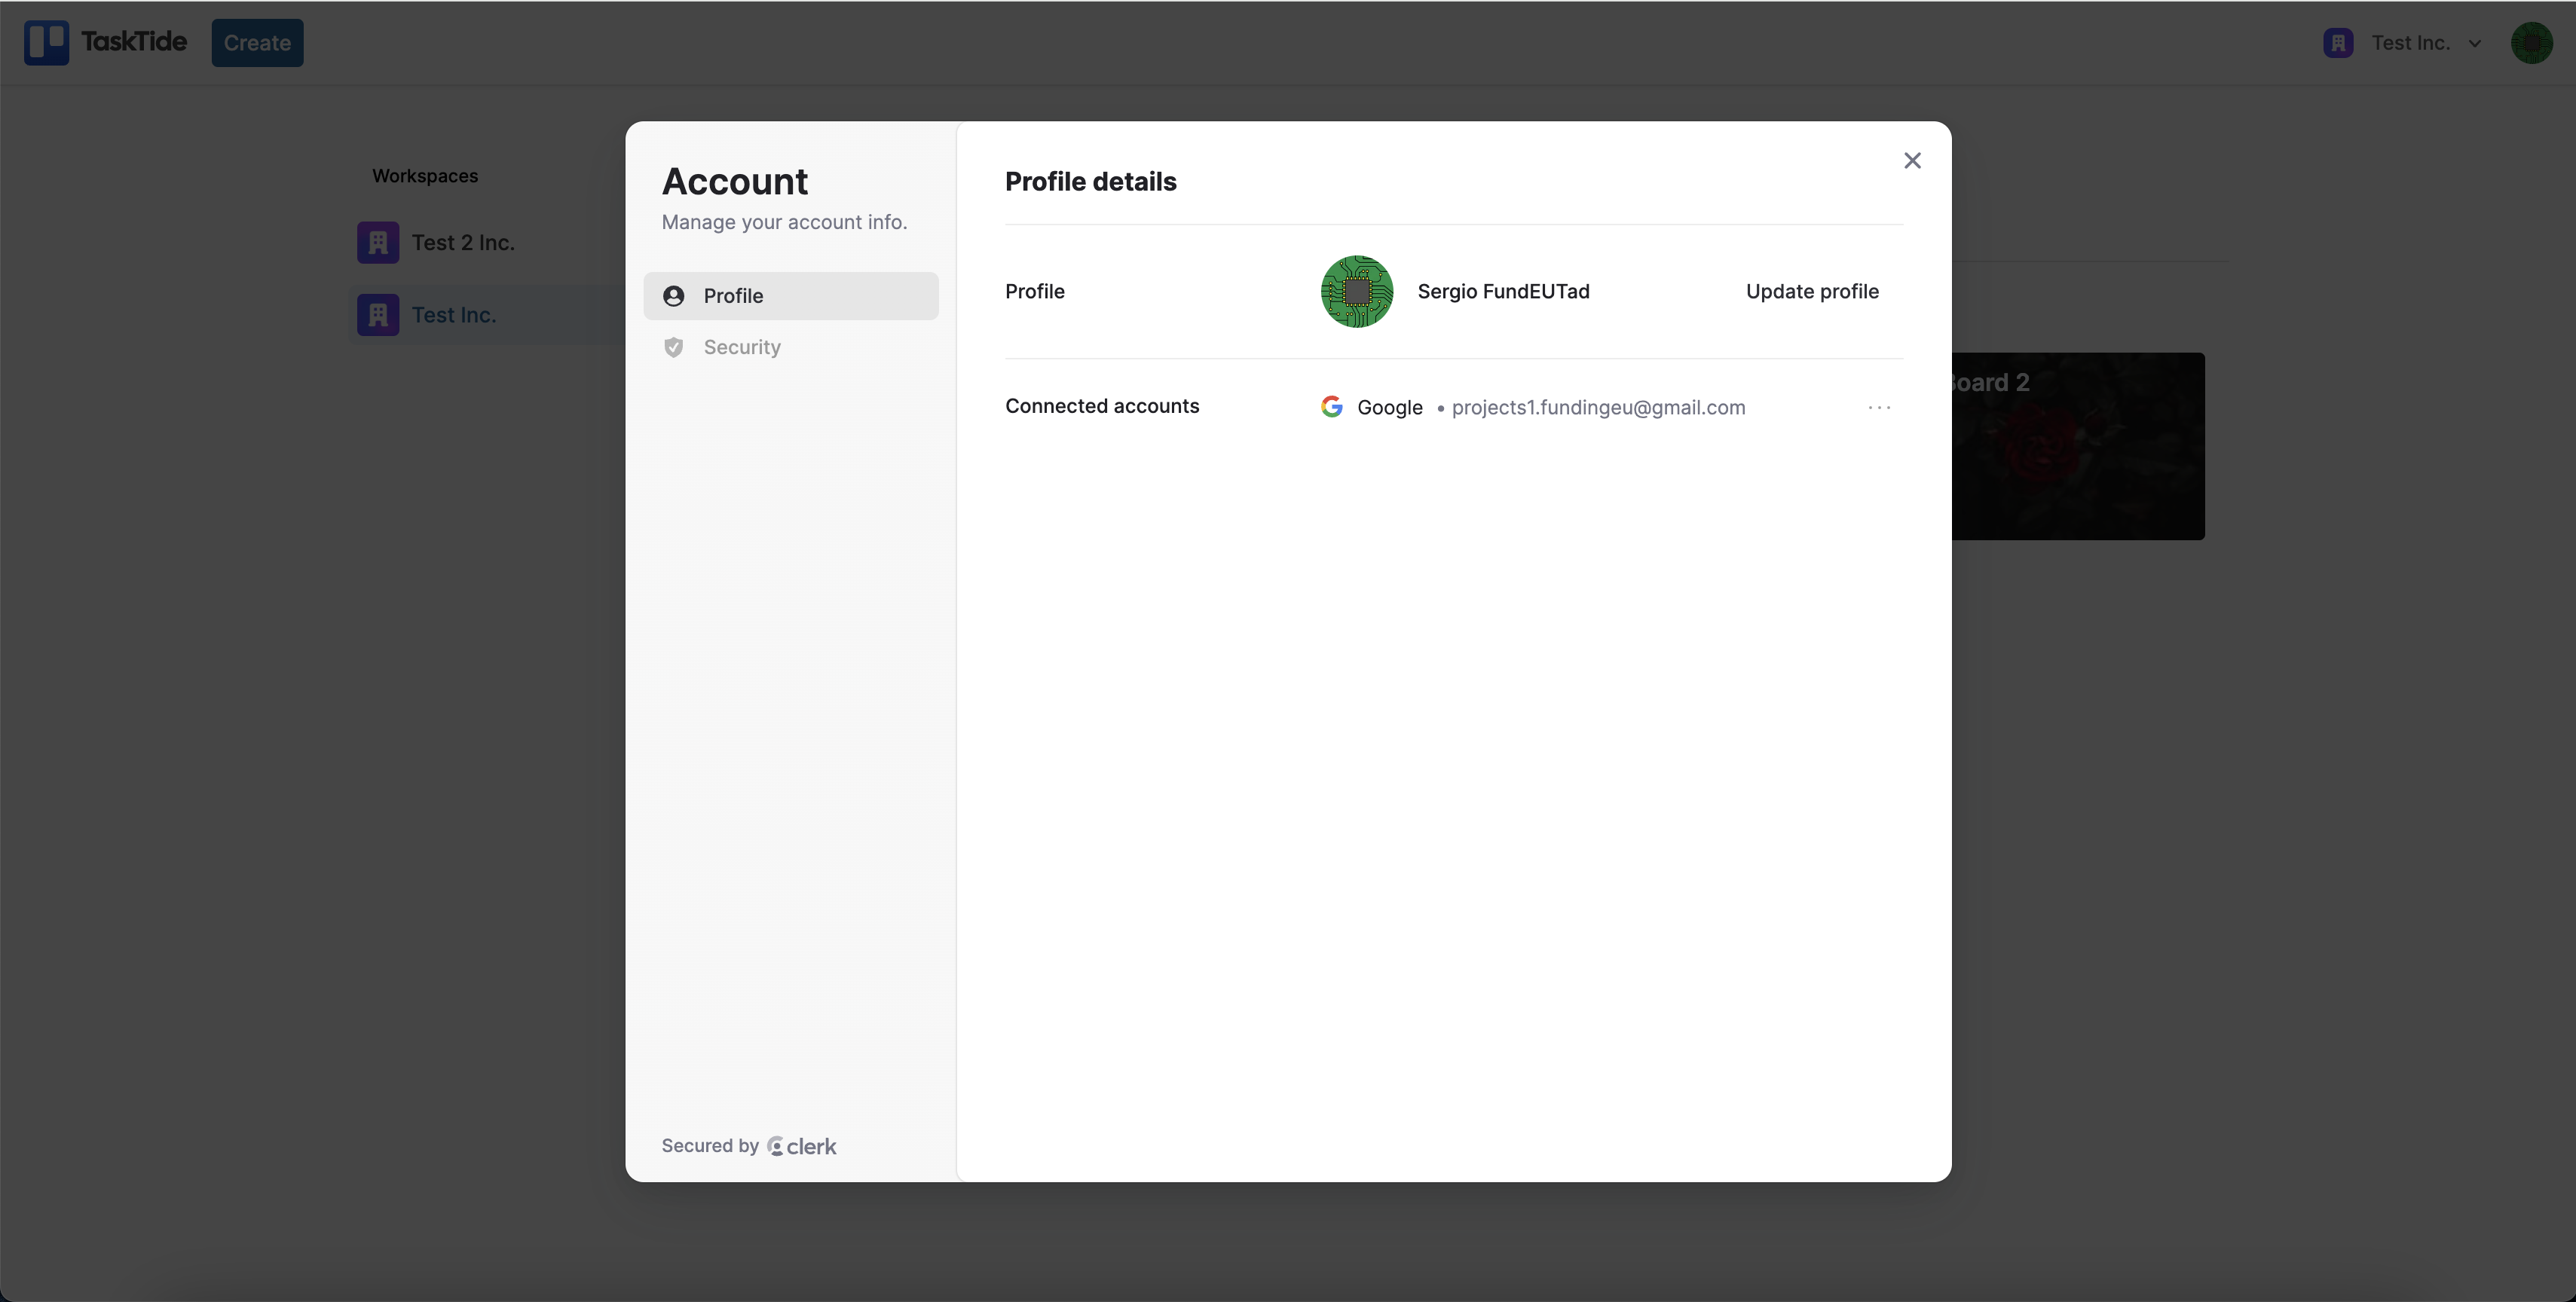 TaskTide
Create
Test Inc.
Workspaces
Test 2 Inc.
Test Inc.
Account
Manage your account info.
Profile
Security
Secured by clerk
Profile details
Profile
Sergio FundEUTad
Update profile
Connected accounts
Google • projects1.fundingeu@gmail.com
Board 2